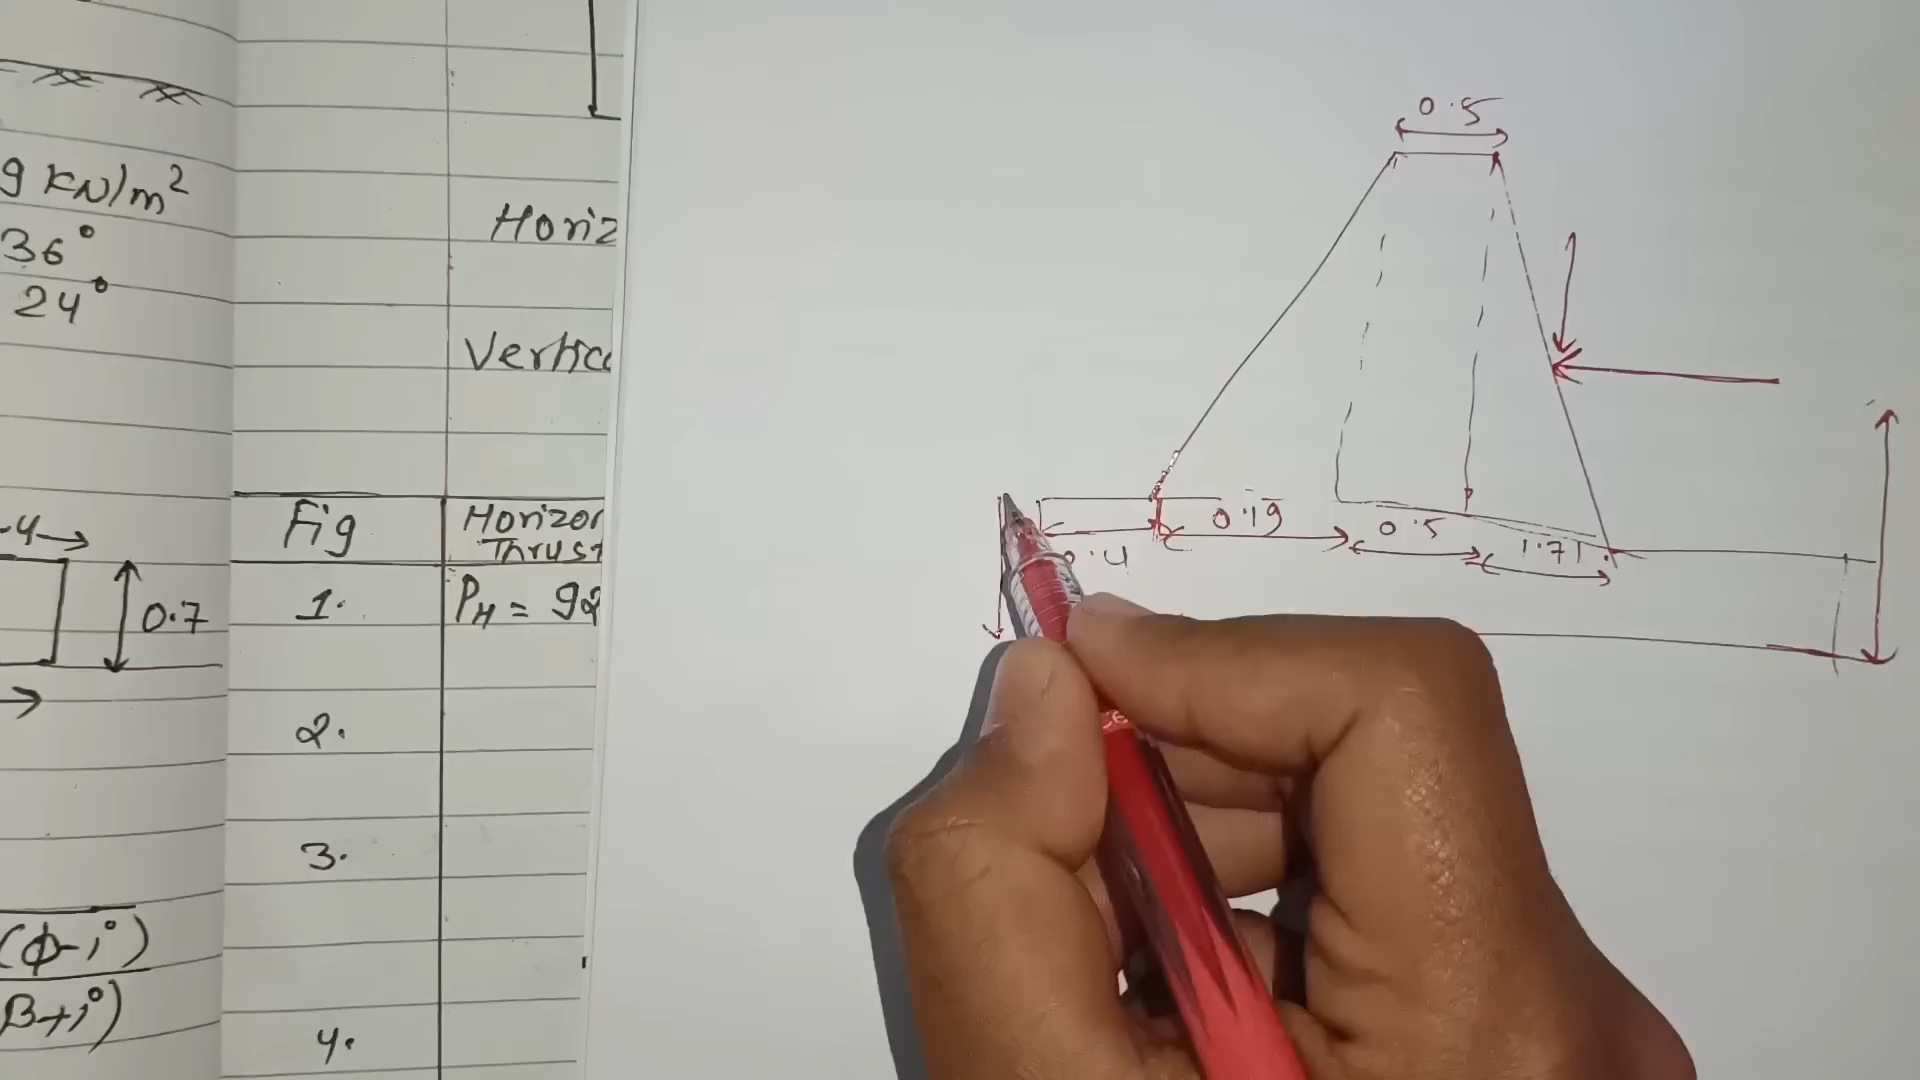 9 KN/m²
36°
24°
.4
0.7
(ϕ-i°)
β+i°)
Horiz
Vertica
Fig
Horizon
Thrust
1.
P_H = 92
2.
3.
4.
0.5
0.4
0.19
0.5
1.71